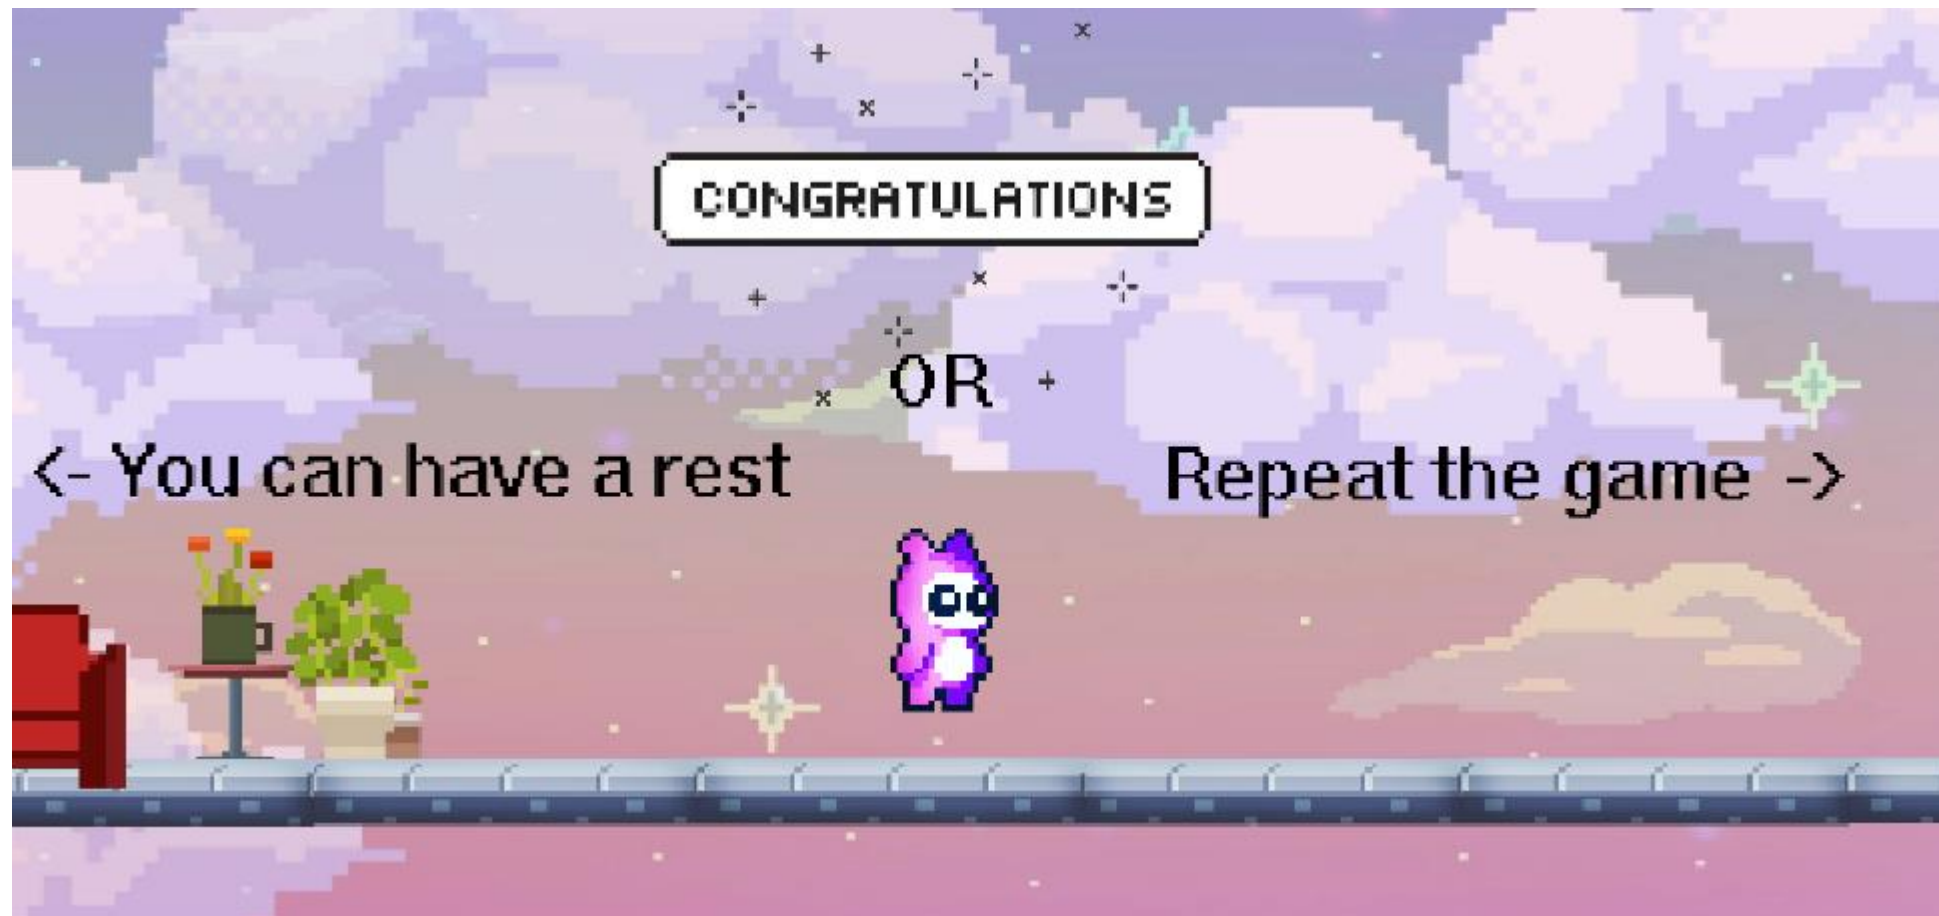 CONGRATULATIONS
OR
<- You can have a rest
Repeat the game ->